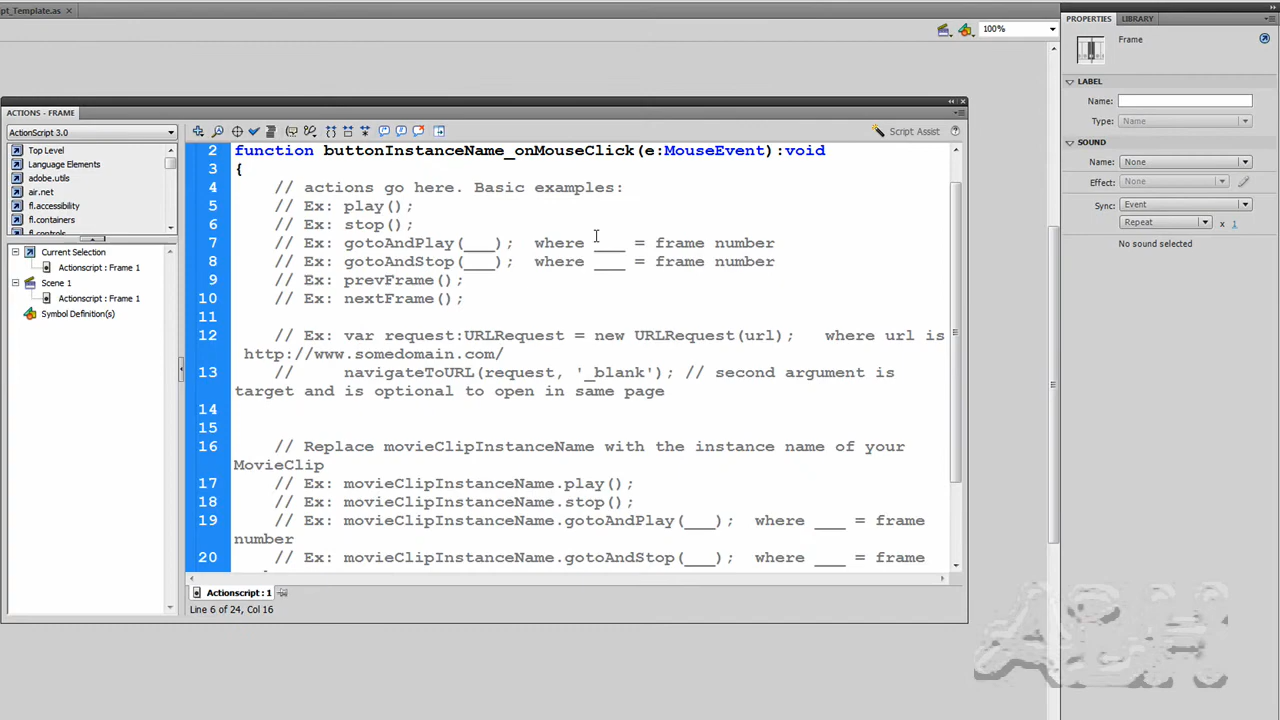 pt_Template.as
100%
PROPERTIES
LIBRARY
Frame
LABEL
Name:
Type: Name
SOUND
Name: None
Effect: None
Sync: Event
Repeat x 1
No sound selected
ACTIONS - FRAME
ActionScript 3.0
Script Assist
Top Level
Language Elements
adobe.utils
air.net
fl.accessibility
fl.containers
fl.controls
Current Selection
Actionscript : Frame 1
Scene 1
Actionscript : Frame 1
Symbol Definition(s)
2 function buttonInstanceName_onMouseClick(e:MouseEvent):void
3 {
4 // actions go here. Basic examples:
5 // Ex: play();
6 // Ex: stop();
7 // Ex: gotoAndPlay(___); where ___ = frame number
8 // Ex: gotoAndStop(___); where ___ = frame number
9 // Ex: prevFrame();
10 // Ex: nextFrame();
11
12 // Ex: var request:URLRequest = new URLRequest(url); where url is
http://www.somedomain.com/
13 // navigateToURL(request, '_blank'); // second argument is
target and is optional to open in same page
14
15
16 // Replace movieClipInstanceName with the instance name of your
MovieClip
17 // Ex: movieClipInstanceName.play();
18 // Ex: movieClipInstanceName.stop();
19 // Ex: movieClipInstanceName.gotoAndPlay(___); where ___ = frame
number
20 // Ex: movieClipInstanceName.gotoAndStop(___); where ___ = frame
Actionscript : 1
Line 6 of 24, Col 16